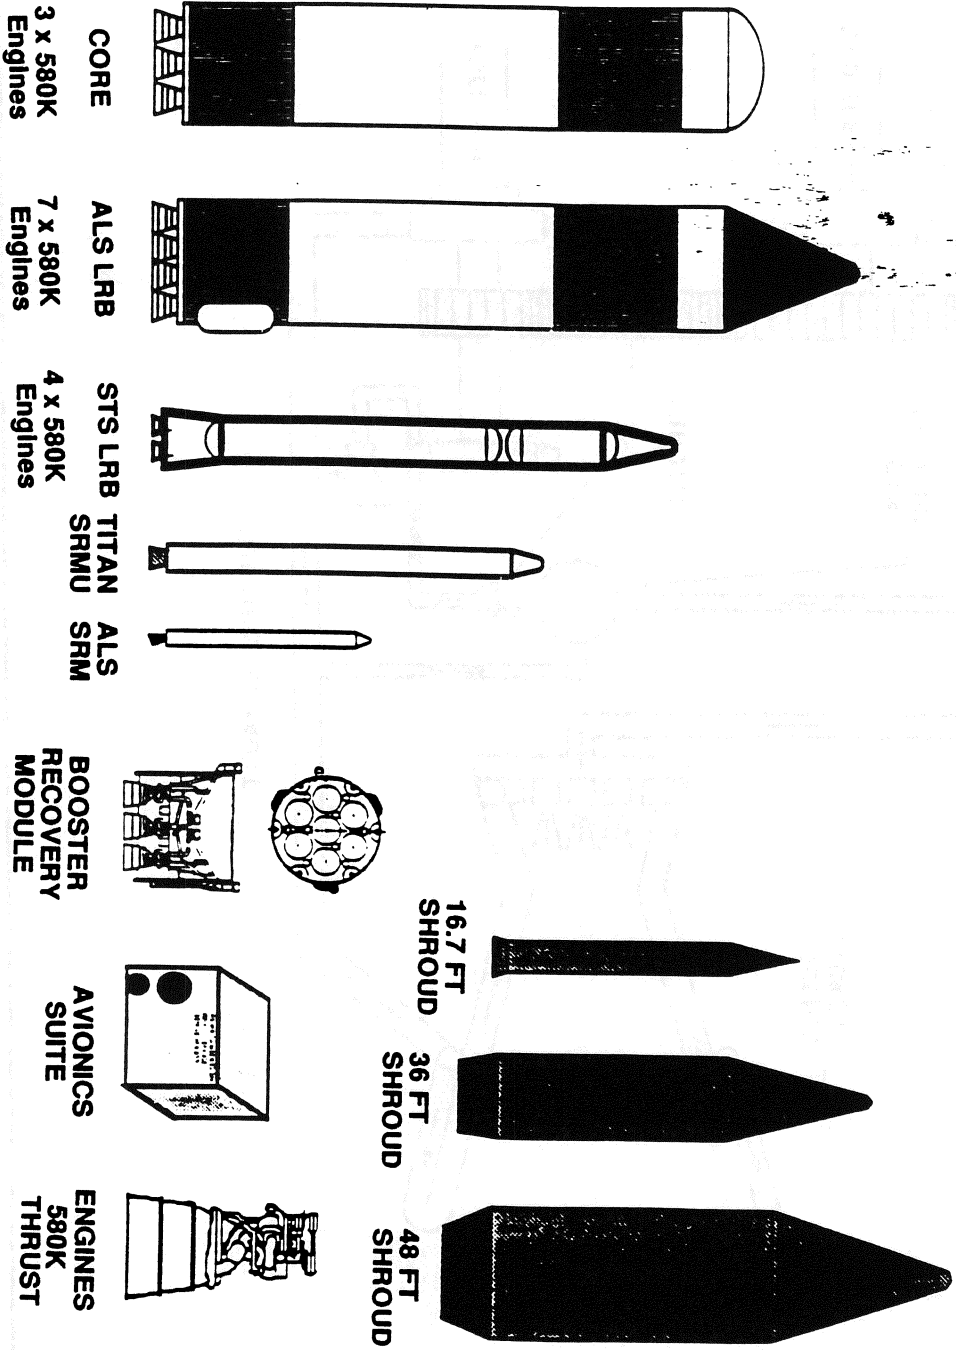 CORE
3 x 580K
Engines
ALS LRB
7 x 580K
Engines
STS LRB
4 x 580K
Engines
TITAN
SRMU
ALS
SRM
BOOSTER
RECOVERY
MODULE
AVIONICS
SUITE
ENGINES
580K
THRUST
16.7 FT
SHROUD
36 FT
SHROUD
48 FT
SHROUD